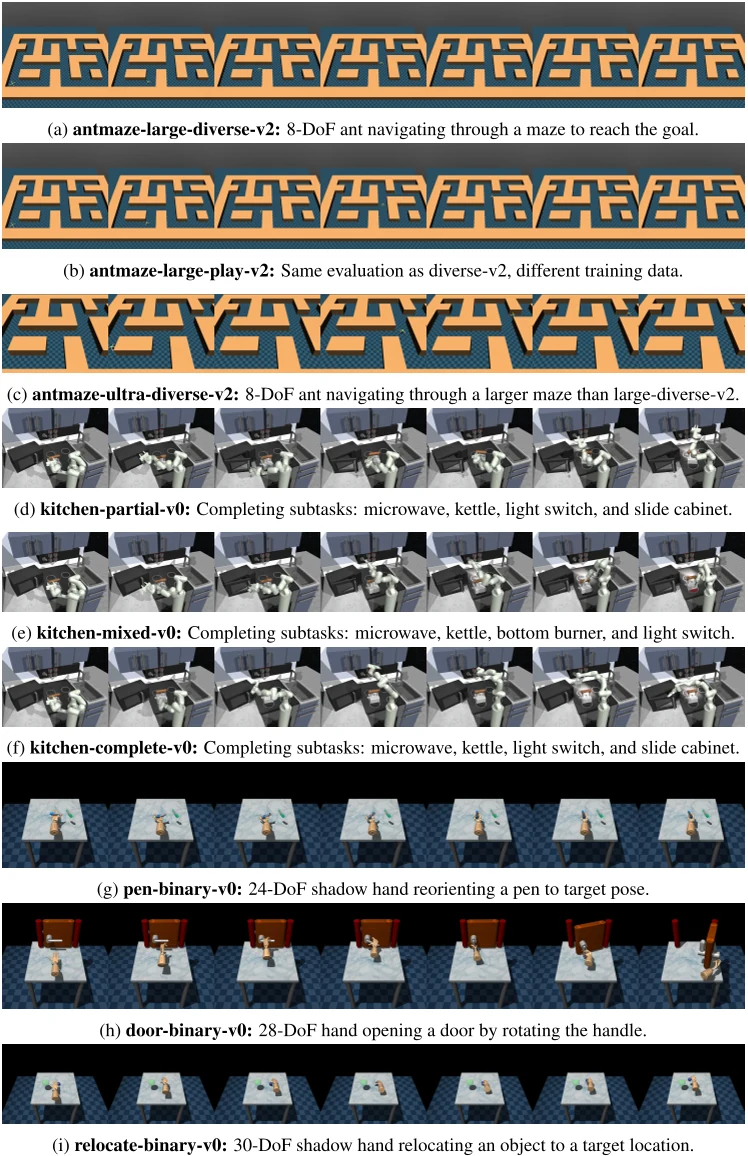 (a) antmaze-large-diverse-v2: 8-DoF ant navigating through a maze to reach the goal.
(b) antmaze-large-play-v2: Same evaluation as diverse-v2, different training data.
(c) antmaze-ultra-diverse-v2: 8-DoF ant navigating through a larger maze than large-diverse-v2.
(d) kitchen-partial-v0: Completing subtasks: microwave, kettle, light switch, and slide cabinet.
(e) kitchen-mixed-v0: Completing subtasks: microwave, kettle, bottom burner, and light switch.
(f) kitchen-complete-v0: Completing subtasks: microwave, kettle, light switch, and slide cabinet.
(g) pen-binary-v0: 24-DoF shadow hand reorienting a pen to target pose.
(h) door-binary-v0: 28-DoF hand opening a door by rotating the handle.
(i) relocate-binary-v0: 30-DoF shadow hand relocating an object to a target location.